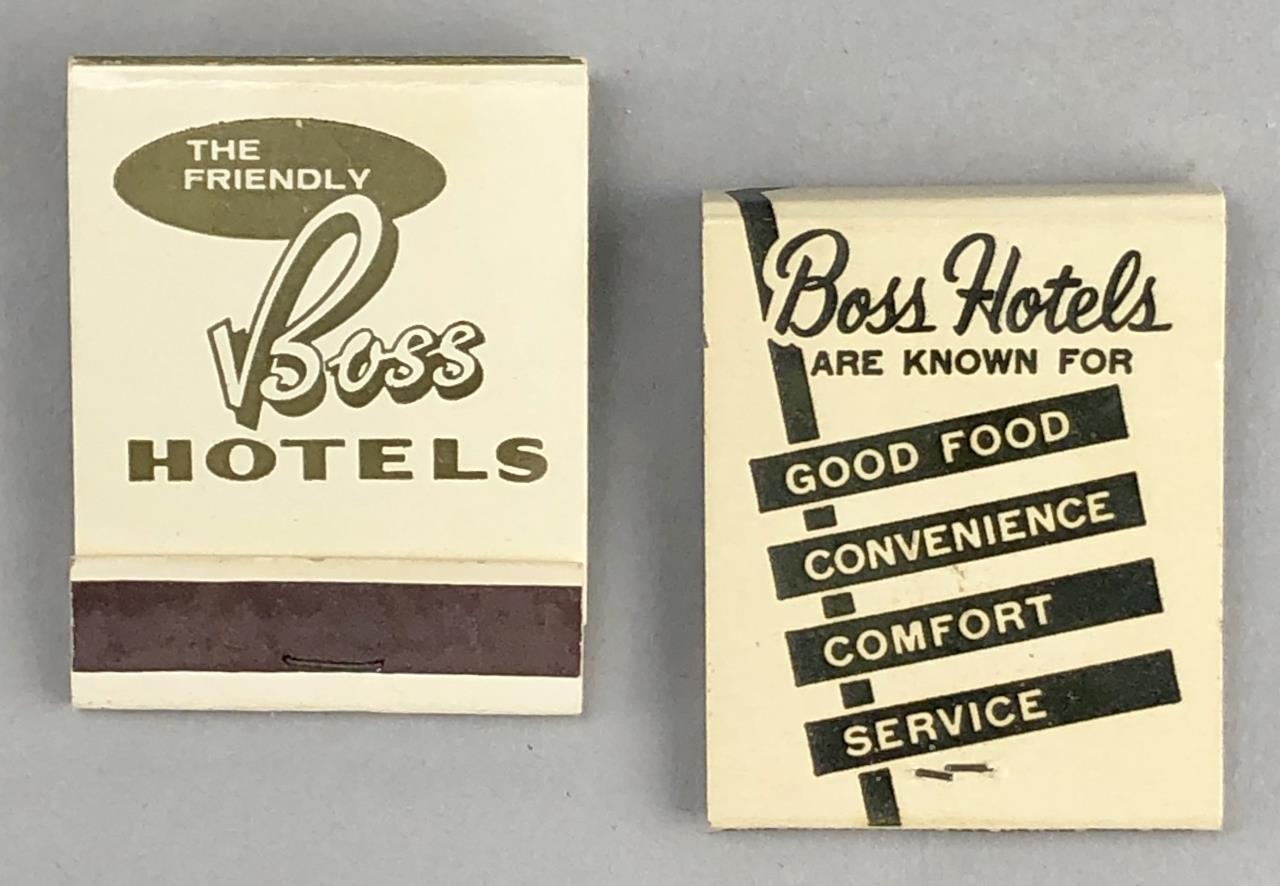 THE
FRIENDLY
Boss
HOTELS
Boss Hotels
ARE KNOWN FOR
GOOD FOOD
CONVENIENCE
COMFORT
SERVICE